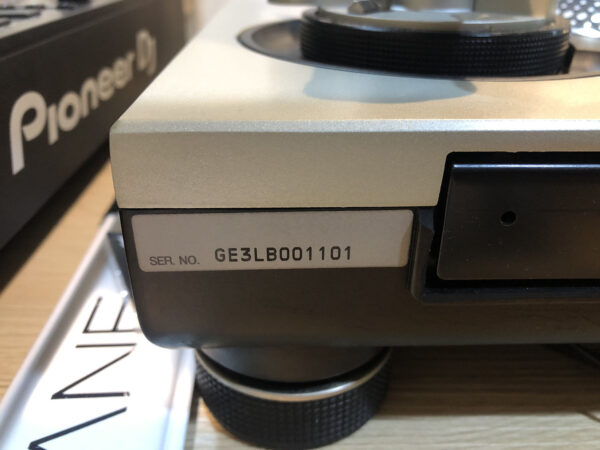 Pioneer Dj
SER. NO. GE3LB001101
ANE